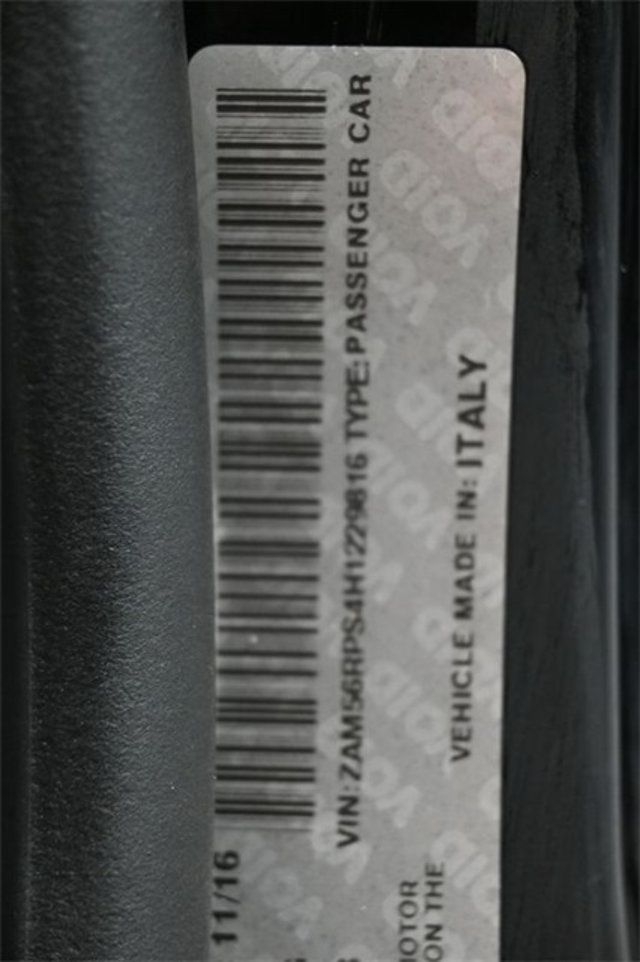 11/16
VIN: ZAM56RPS4H1229816 TYPE: PASSENGER CAR
OTOR
ON THE
VEHICLE MADE IN: ITALY